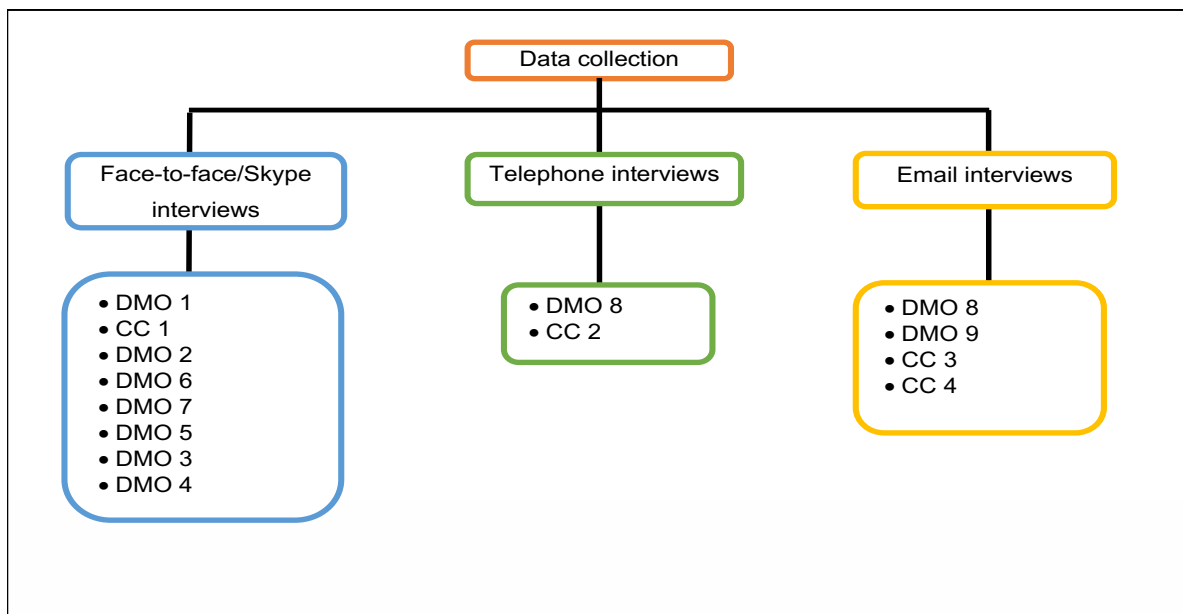 Data collection
Face-to-face/Skype
interviews
Telephone interviews
Email interviews
• DMO 1
• CC 1
• DMO 2
• DMO 6
• DMO 7
• DMO 5
• DMO 3
• DMO 4
• DMO 8
• CC 2
• DMO 8
• DMO 9
• CC 3
• CC 4